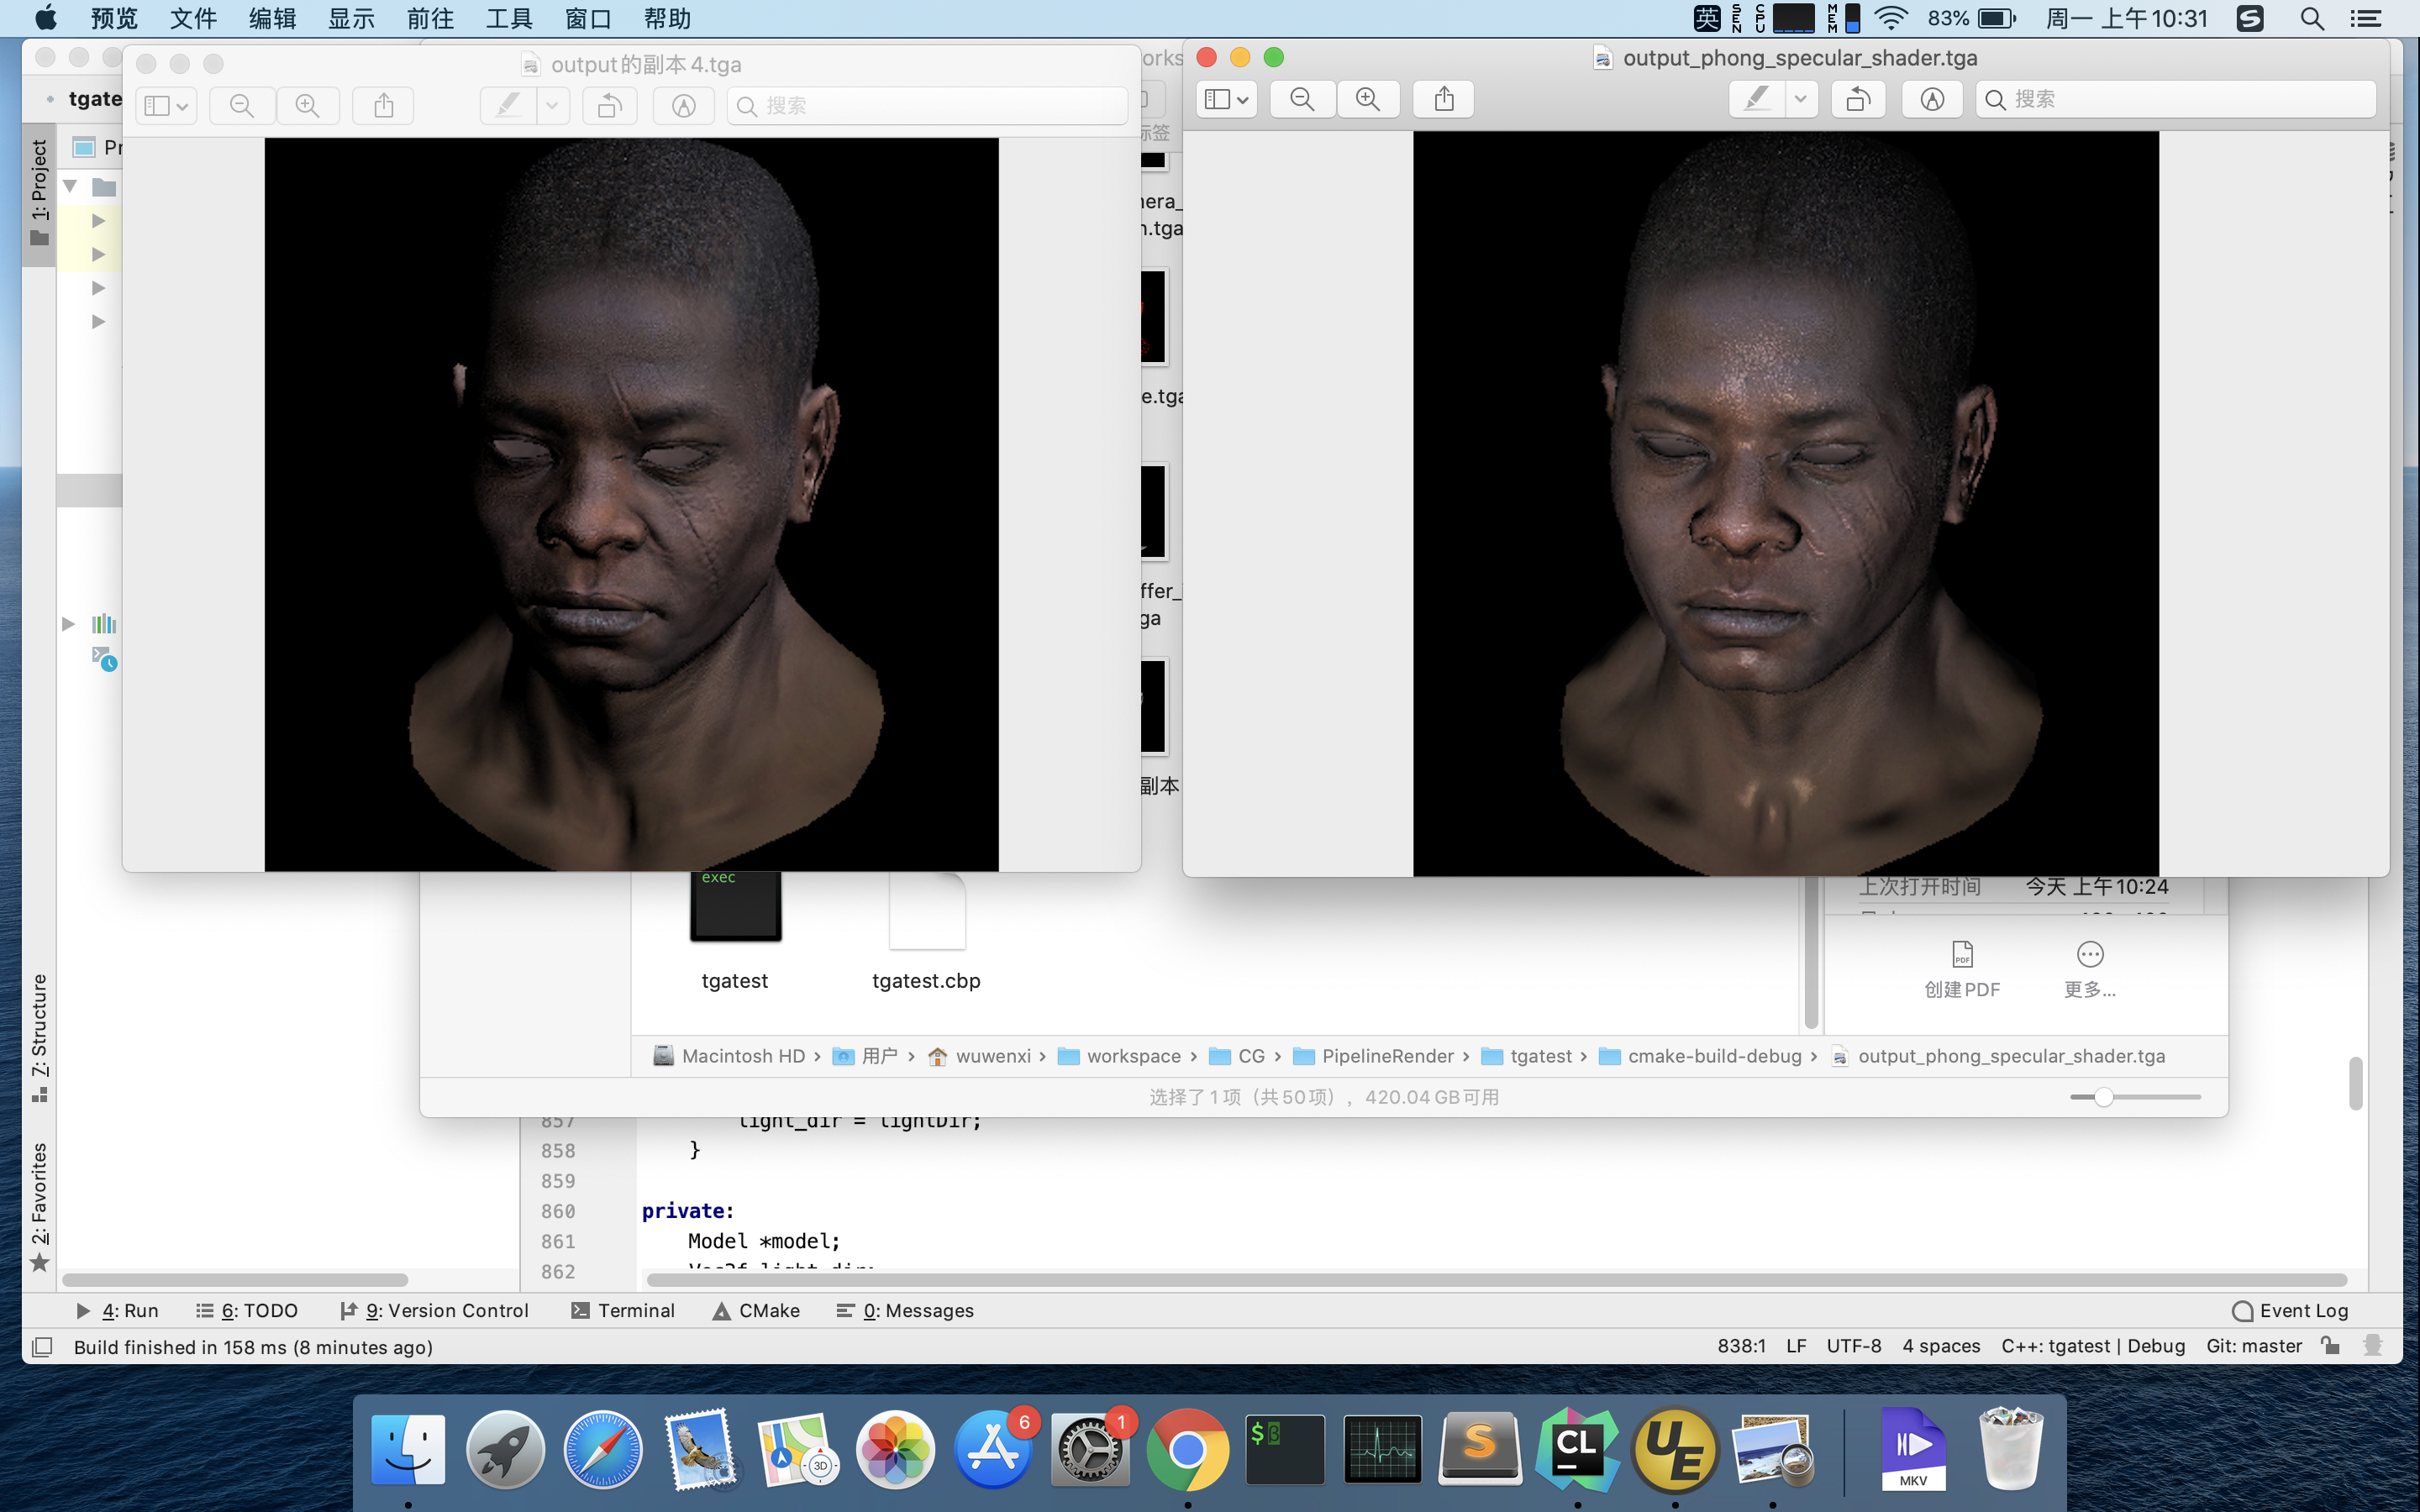 预览 文件 编辑 显示 前往 工具 窗口 帮助
英 SEN CPU MEM 83% 周一 上午10:31
output的副本 4.tga
搜索
output_phong_specular_shader.tga
搜索
tgate
1: Project
Pr
orks
标签
n.tga
e.tga
ffer_
ga
副本
exec
tgatest
tgatest.cbp
上次打开时间 今天 上午10:24
创建PDF
更多...
Macintosh HD › 用户 › wuwenxi › workspace › CG › PipelineRender › tgatest › cmake-build-debug › output_phong_specular_shader.tga
选择了1项（共50项），420.04 GB可用
7: Structure
2: Favorites
857 light_dir = lightDir;
858 }
859
860 private:
861 Model *model;
862 Vec3f light_dir;
4: Run 6: TODO 9: Version Control Terminal CMake 0: Messages Event Log
Build finished in 158 ms (8 minutes ago)
838:1 LF UTF-8 4 spaces C++: tgatest | Debug Git: master
6
1
3D
$
S
CL
UE
MKV